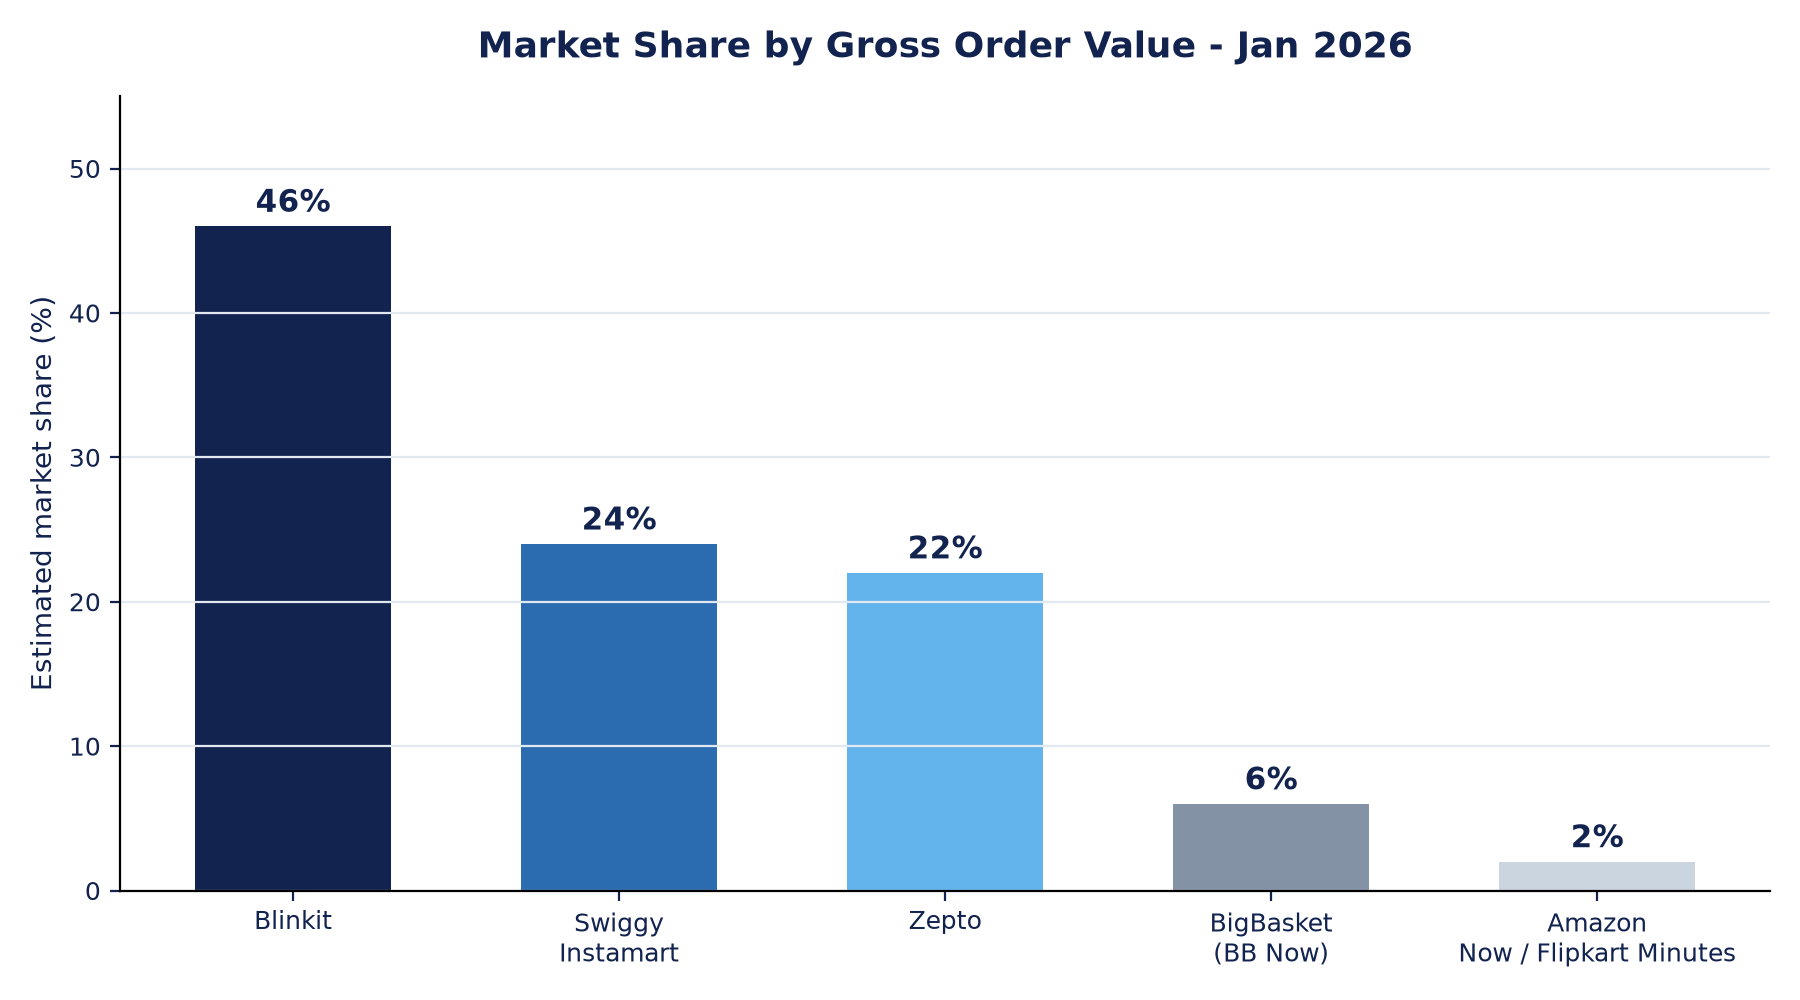 Market Share by Gross Order Value - Jan 2026
Estimated market share (%)
50
40
30
20
10
0
46%
24%
22%
6%
2%
Blinkit
Swiggy
Instamart
Zepto
BigBasket
(BB Now)
Amazon
Now / Flipkart Minutes